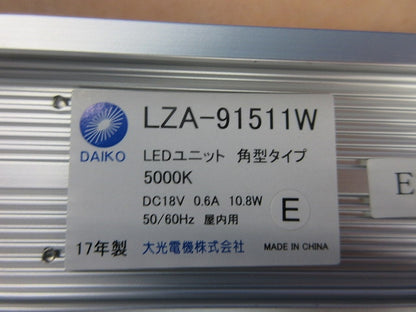 LZA-91511W
DAIKO
LEDユニット 角型タイプ
5000K
DC18V 0.6A 10.8W
50/60Hz 屋内用
E
17年製 大光電機株式会社 MADE IN CHINA
E